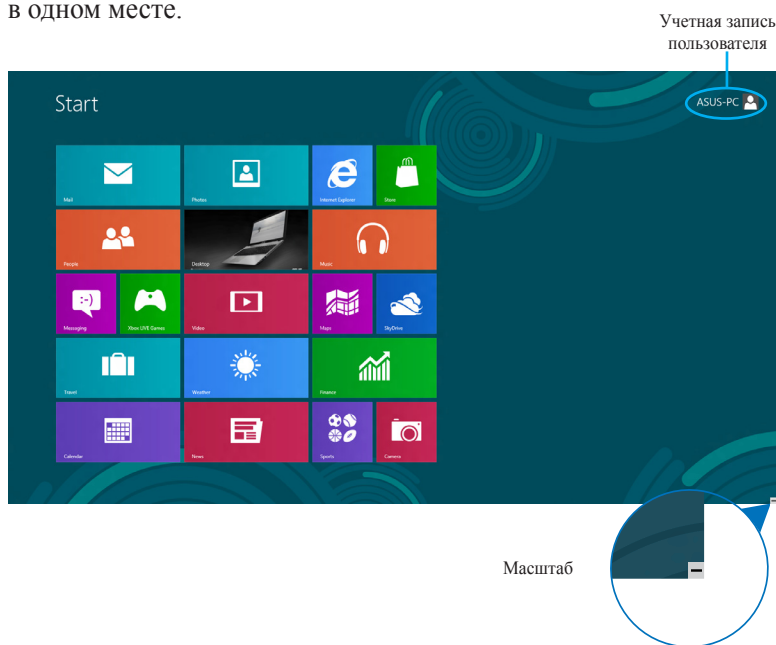 в одном месте.
Учетная запись
пользователя
Start
ASUS-PC
Mail
Photos
Internet Explorer
Store
People
Desktop
Music
Messaging
Xbox LIVE Games
Video
Maps
SkyDrive
Travel
Weather
Finance
Calendar
News
Sports
Camera
Масштаб